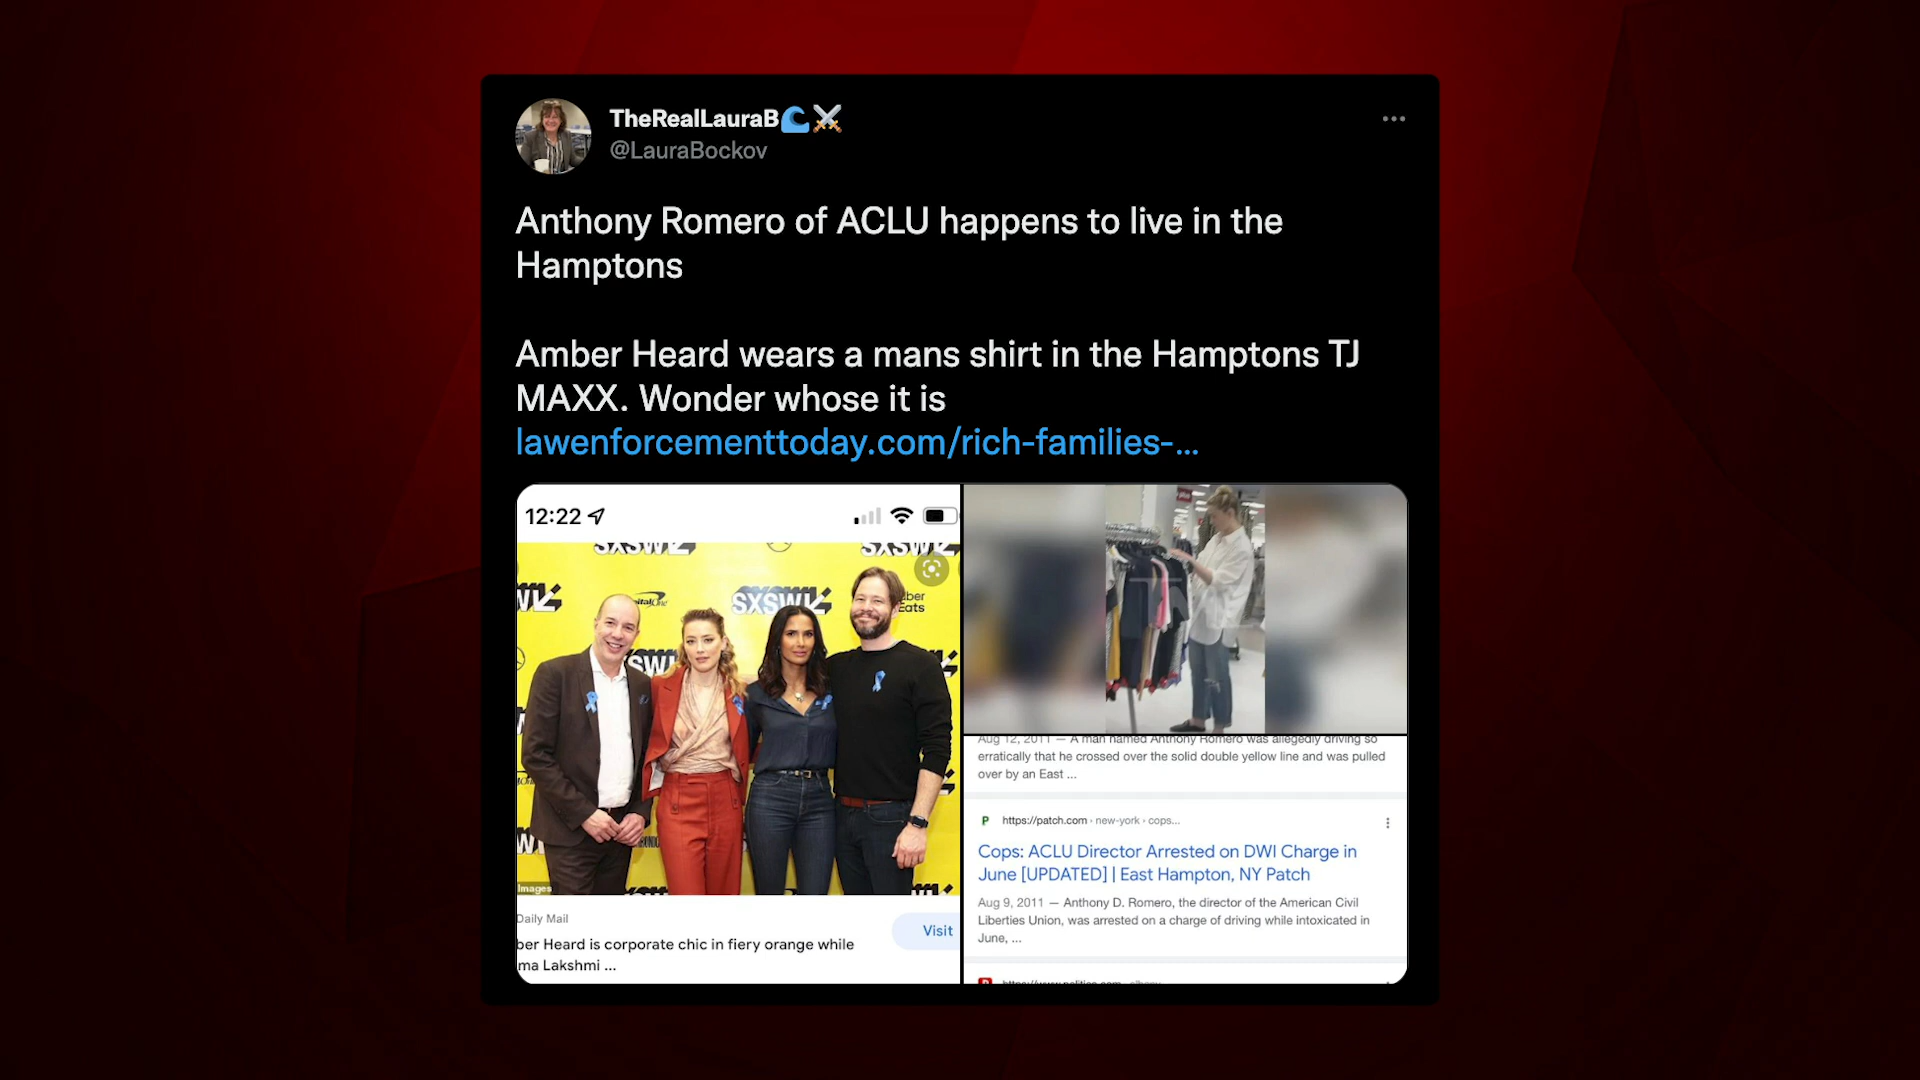 TheRealLauraB🌊⚔️
@LauraBockov
Anthony Romero of ACLU happens to live in the
Hamptons
Amber Heard wears a mans shirt in the Hamptons TJ
MAXX. Wonder whose it is
lawenforcementtoday.com/rich-families-...
12:22
SXSW
SXSW
SXSW
Uber
Eats
SW
Images
Daily Mail
ber Heard is corporate chic in fiery orange while
ma Lakshmi ...
Visit
Aug 12, 2011 — A man named Anthony Romero was allegedly driving so
erratically that he crossed over the solid double yellow line and was pulled
over by an East ...
https://patch.com › new-york › cops...
Cops: ACLU Director Arrested on DWI Charge in
June [UPDATED] | East Hampton, NY Patch
Aug 9, 2011 — Anthony D. Romero, the director of the American Civil
Liberties Union, was arrested on a charge of driving while intoxicated in
June, ...